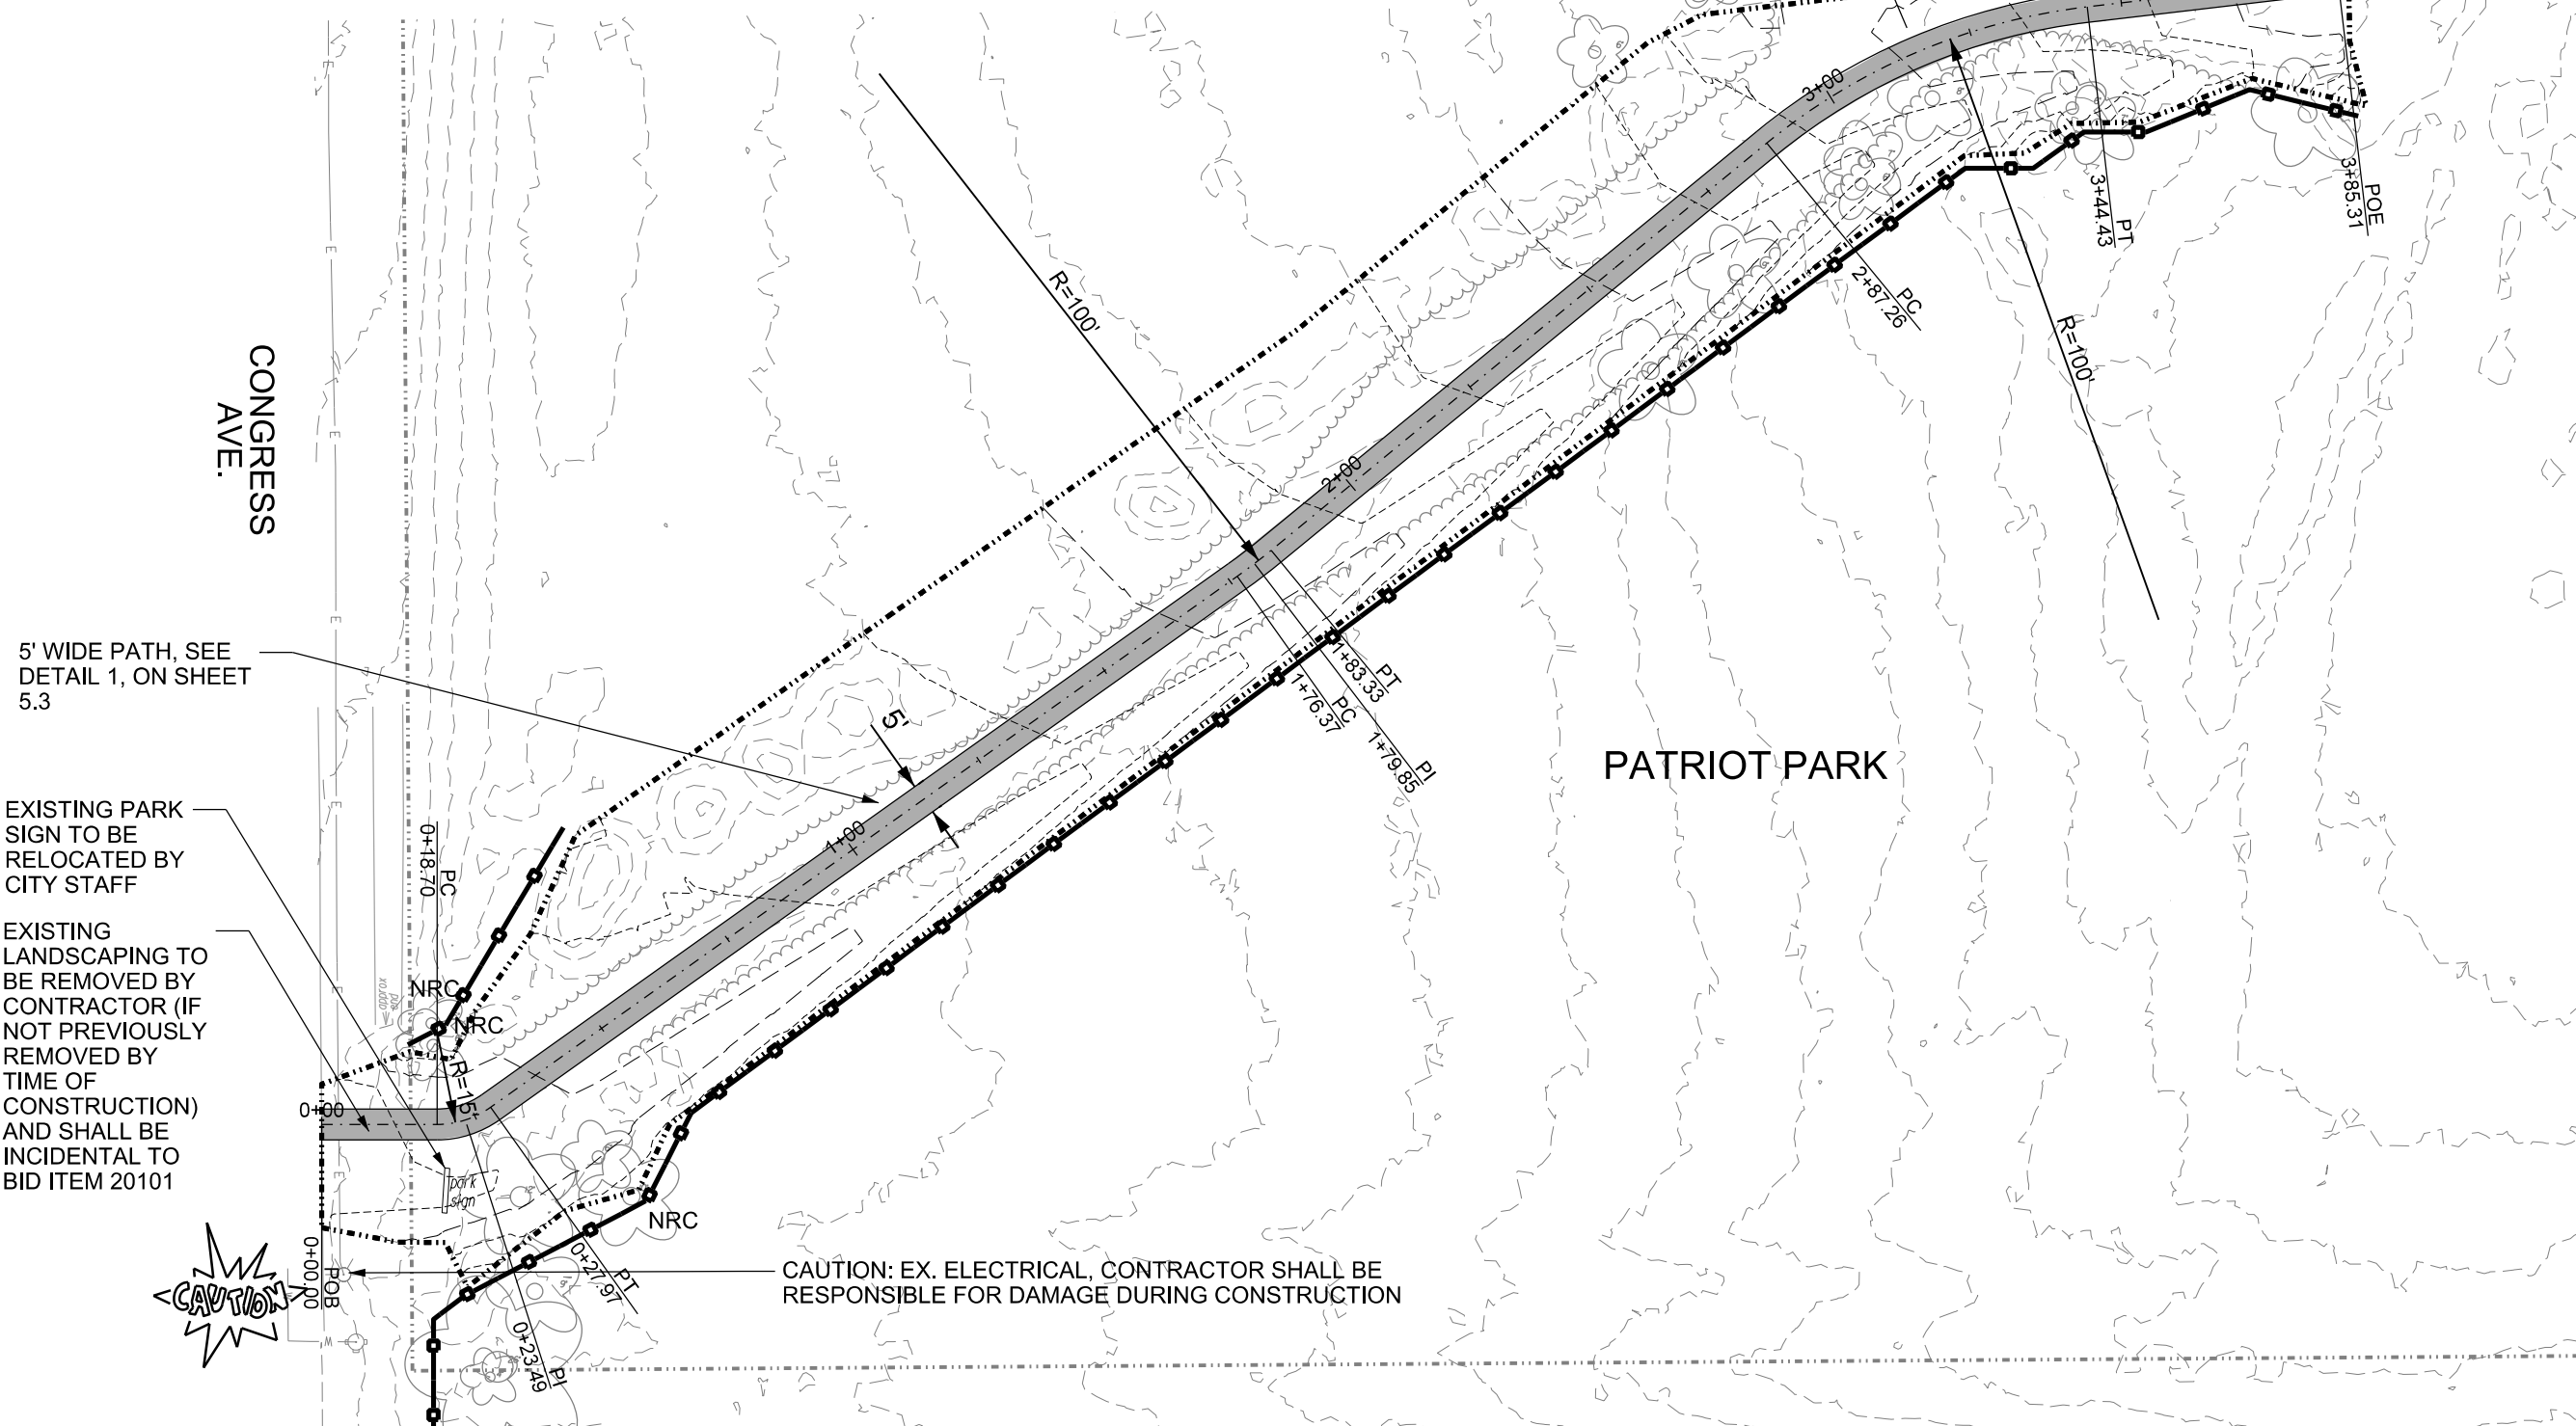 CONGRESS
AVE.
5' WIDE PATH, SEE
DETAIL 1, ON SHEET
5.3
EXISTING PARK
SIGN TO BE
RELOCATED BY
CITY STAFF
EXISTING
LANDSCAPING TO
BE REMOVED BY
CONTRACTOR (IF
NOT PREVIOUSLY
REMOVED BY
TIME OF
CONSTRUCTION)
AND SHALL BE
INCIDENTAL TO
BID ITEM 20101
<CAUTION>
POB
0+00.00
0+00
PC
0+18.70
NRC
NRC
R=15'
park
sign
NRC
PT
0+27.97
PI
0+23.49
CAUTION: EX. ELECTRICAL, CONTRACTOR SHALL BE
RESPONSIBLE FOR DAMAGE DURING CONSTRUCTION
1+00
5'
R=100'
2+00
PT
1+83.33
PC
1+76.37
PI
1+79.85
PATRIOT PARK
3+00
PC
2+87.26
R=100'
PT
3+44.43
POE
3+85.31
E
E
E
E
E
E
E
W
approx